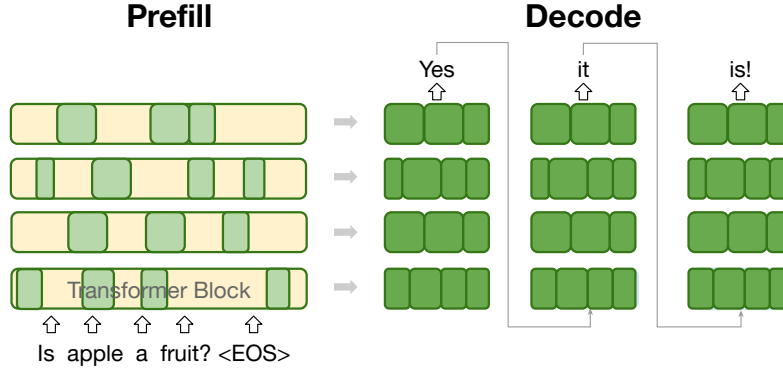 Prefill
Decode
Yes it is!
Transformer Block
Is apple a fruit? <EOS>